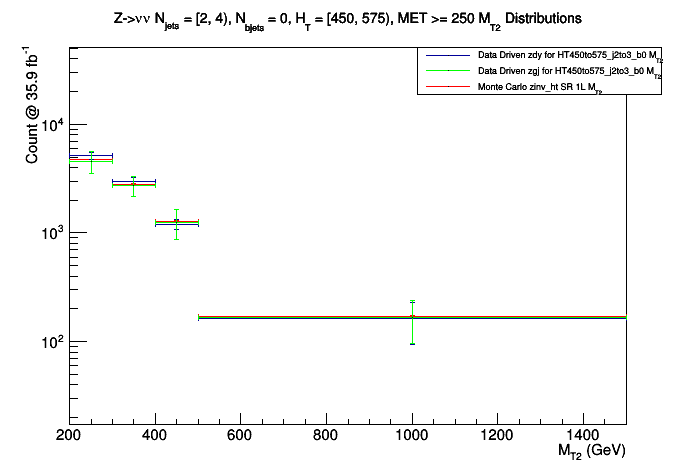 Z->νν N_jets = [2, 4), N_bjets = 0, H_T = [450, 575), MET >= 250 M_T2 Distributions
Data Driven zdy for HT450to575_j2to3_b0 M_T2
Data Driven zgj for HT450to575_j2to3_b0 M_T2
Monte Carlo zinv_ht SR 1L M_T2
Count @ 35.9 fb^-1
10^4
10^3
10^2
200 400 600 800 1000 1200 1400
M_T2 (GeV)